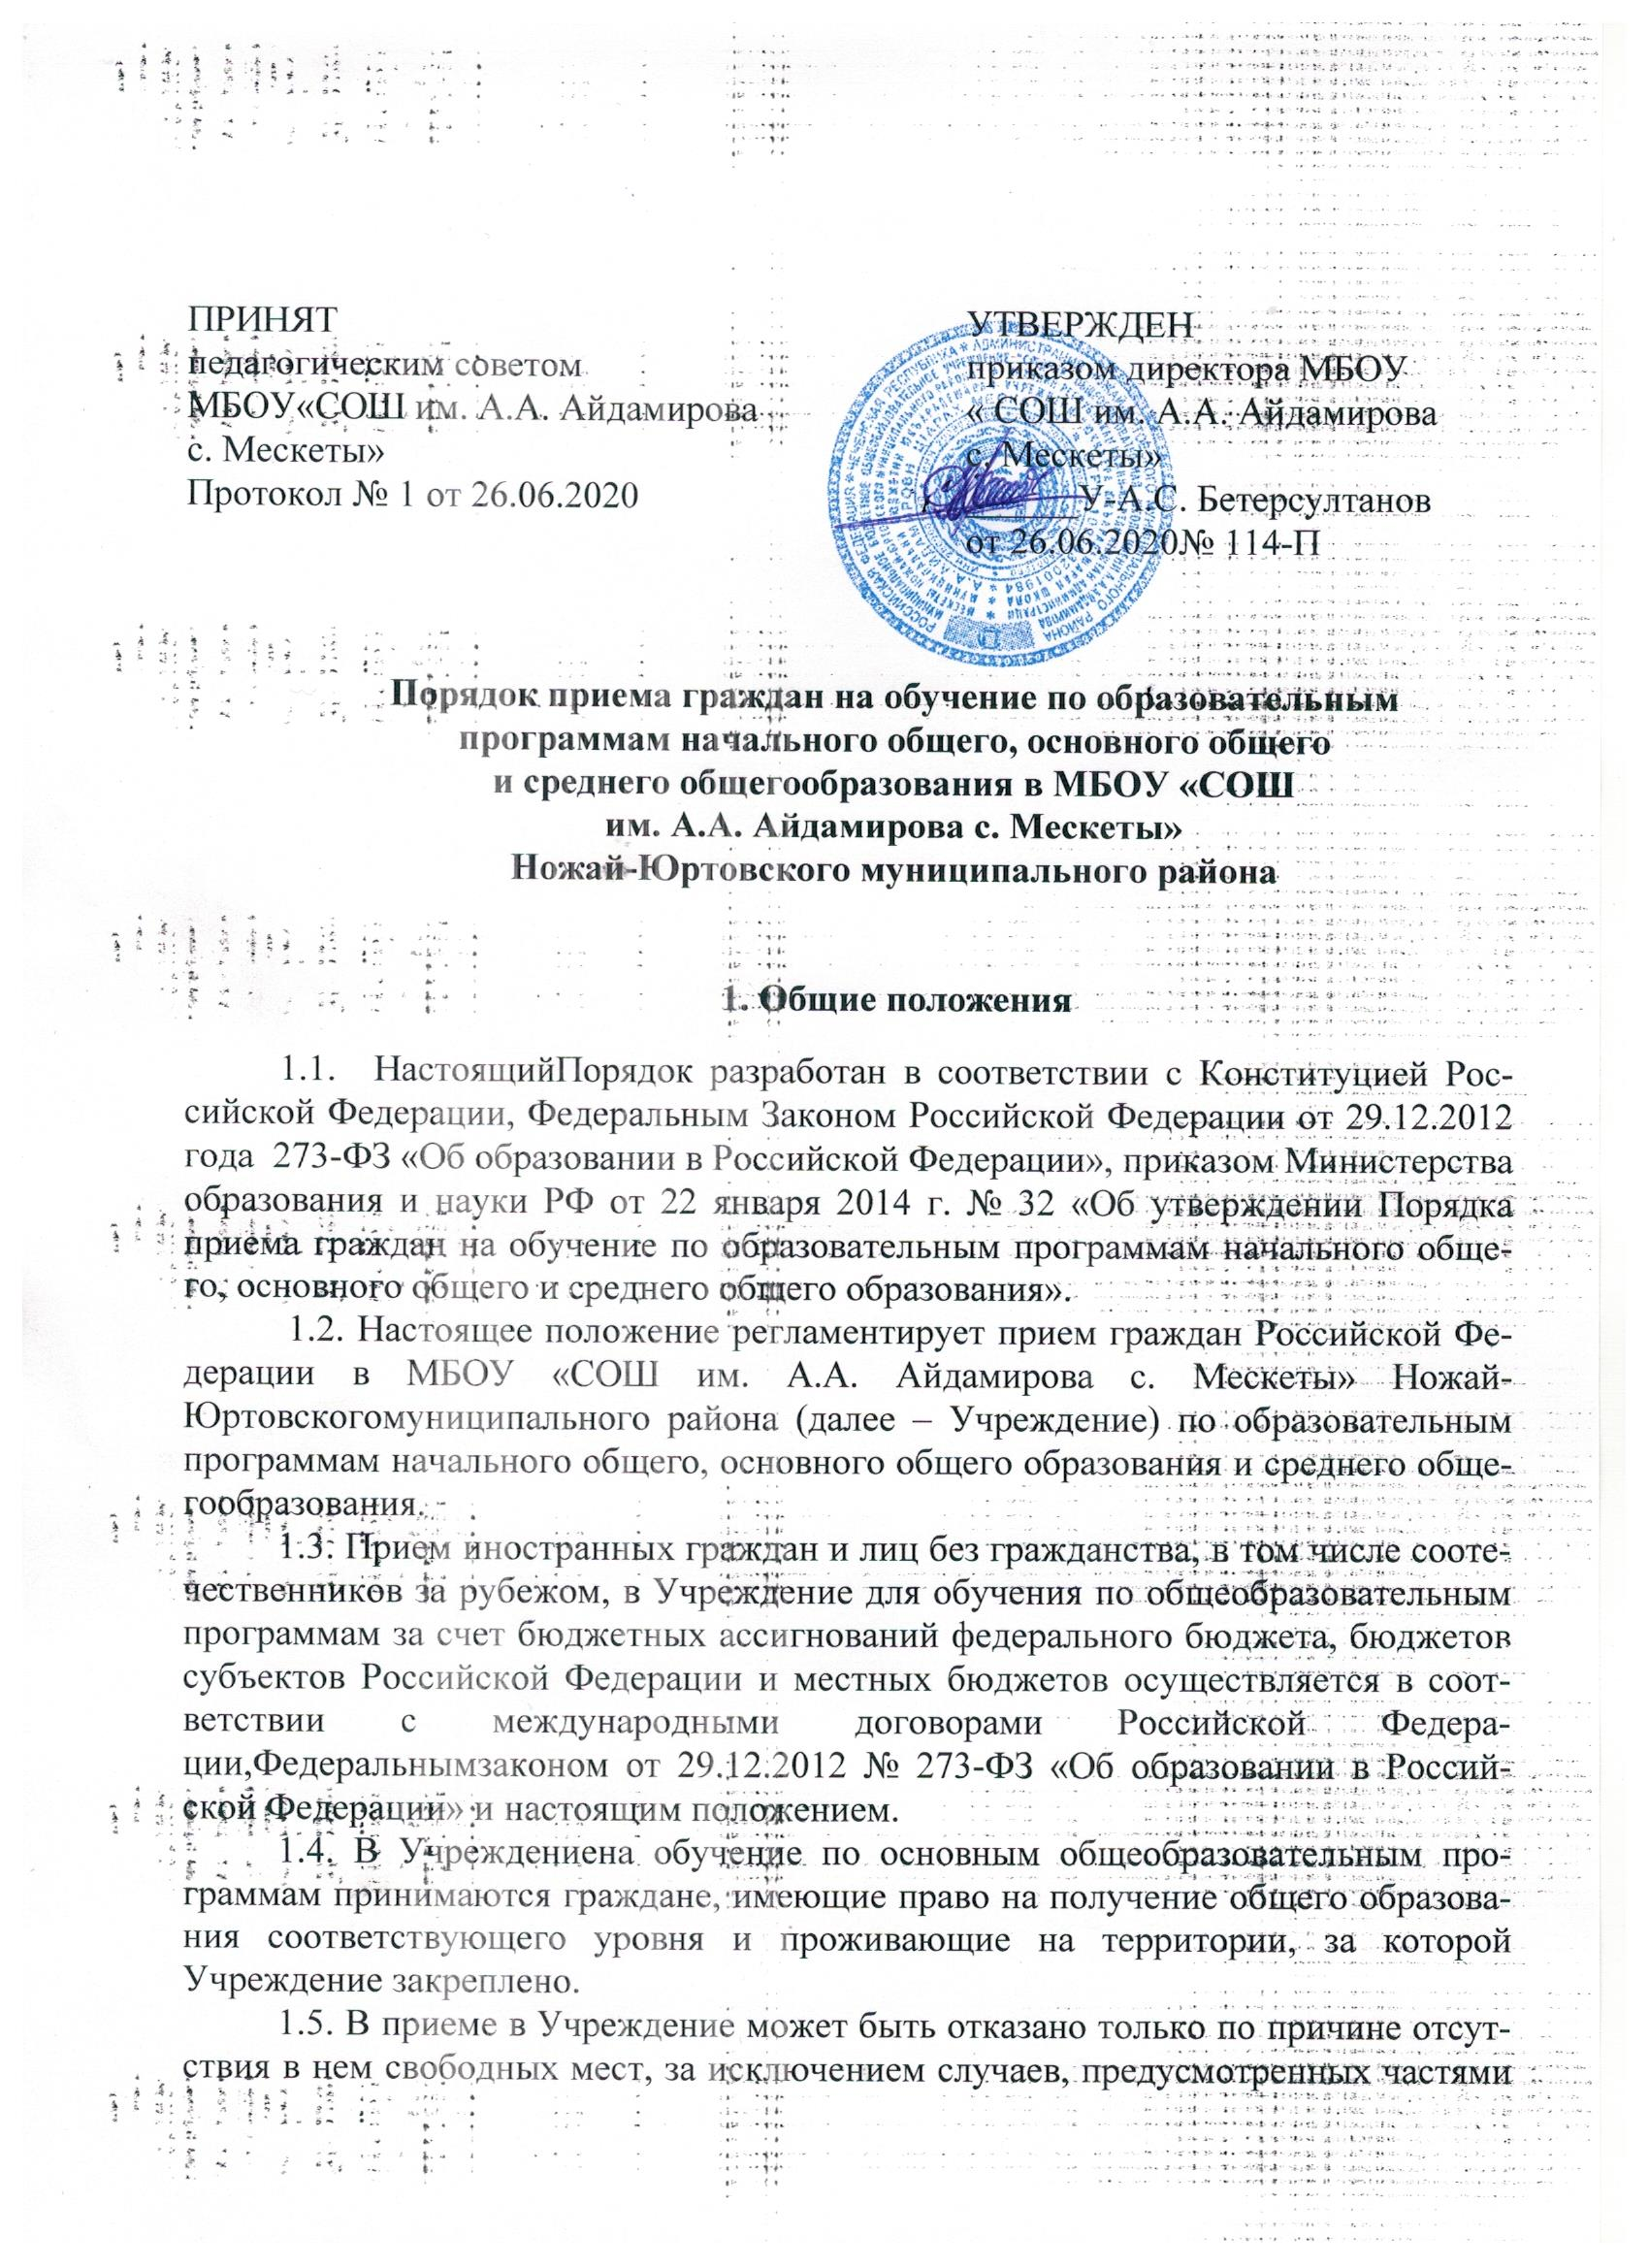 ПРИНЯТ
педагогическим советом
МБОУ«СОШ им. А.А. Айдамирова
с. Мескеты»
Протокол № 1 от 26.06.2020
УТВЕРЖДЕН
приказом директора МБОУ
« СОШ им. А.А. Айдамирова
с. Мескеты»
У-А.С. Бетерсултанов
от 26.06.2020№ 114-П
Порядок приема граждан на обучение по образовательным
программам начального общего, основного общего
и среднего общегообразования в МБОУ «СОШ
им. А.А. Айдамирова с. Мескеты»
Ножай-Юртовского муниципального района
1. Общие положения
1.1. НастоящийПорядок разработан в соответствии с Конституцией Рос-
сийской Федерации, Федеральным Законом Российской Федерации от 29.12.2012
года 273-ФЗ «Об образовании в Российской Федерации», приказом Министерства
образования и науки РФ от 22 января 2014 г. № 32 «Об утверждении Порядка
приема граждан на обучение по образовательным программам начального обще-
го, основного общего и среднего общего образования».
1.2. Настоящее положение регламентирует прием граждан Российской Фе-
дерации в МБОУ «СОШ им. А.А. Айдамирова с. Мескеты» Ножай-
Юртовскогомуниципального района (далее – Учреждение) по образовательным
программам начального общего, основного общего образования и среднего обще-
гообразования.
1.3. Прием иностранных граждан и лиц без гражданства, в том числе сооте-
чественников за рубежом, в Учреждение для обучения по общеобразовательным
программам за счет бюджетных ассигнований федерального бюджета, бюджетов
субъектов Российской Федерации и местных бюджетов осуществляется в соот-
ветствии с международными договорами Российской Федера-
ции,Федеральнымзаконом от 29.12.2012 № 273-ФЗ «Об образовании в Россий-
ской Федерации» и настоящим положением.
1.4. В Учреждениена обучение по основным общеобразовательным про-
граммам принимаются граждане, имеющие право на получение общего образова-
ния соответствующего уровня и проживающие на территории, за которой
Учреждение закреплено.
1.5. В приеме в Учреждение может быть отказано только по причине отсут-
ствия в нем свободных мест, за исключением случаев, предусмотренных частями